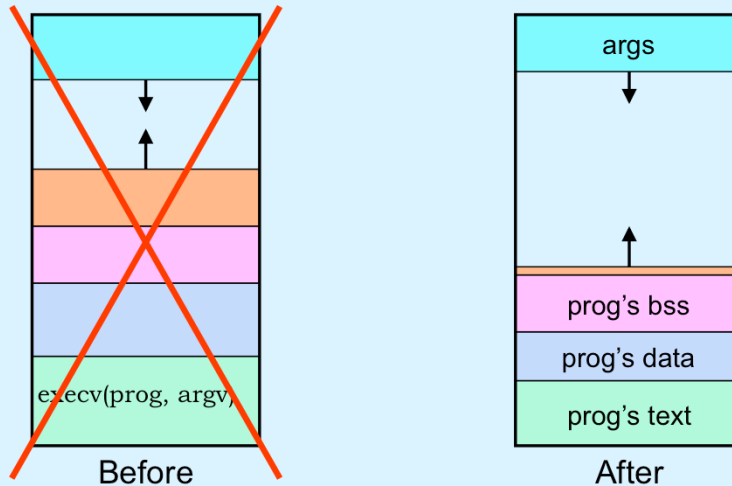 args
prog's bss
prog's data
execv(prog, argv)
prog's text
Before
After